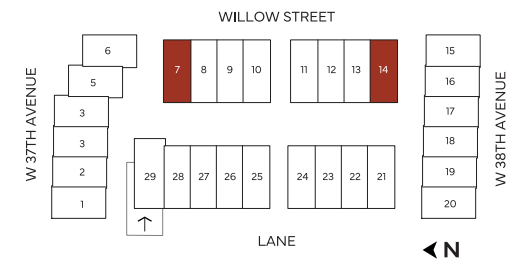 WILLOW STREET
W 37TH AVENUE
6
5
3
3
2
1
7 8 9 10
11 12 13 14
15
16
17
18
19
20
W 38TH AVENUE
29 28 27 26 25
24 23 22 21
LANE
N